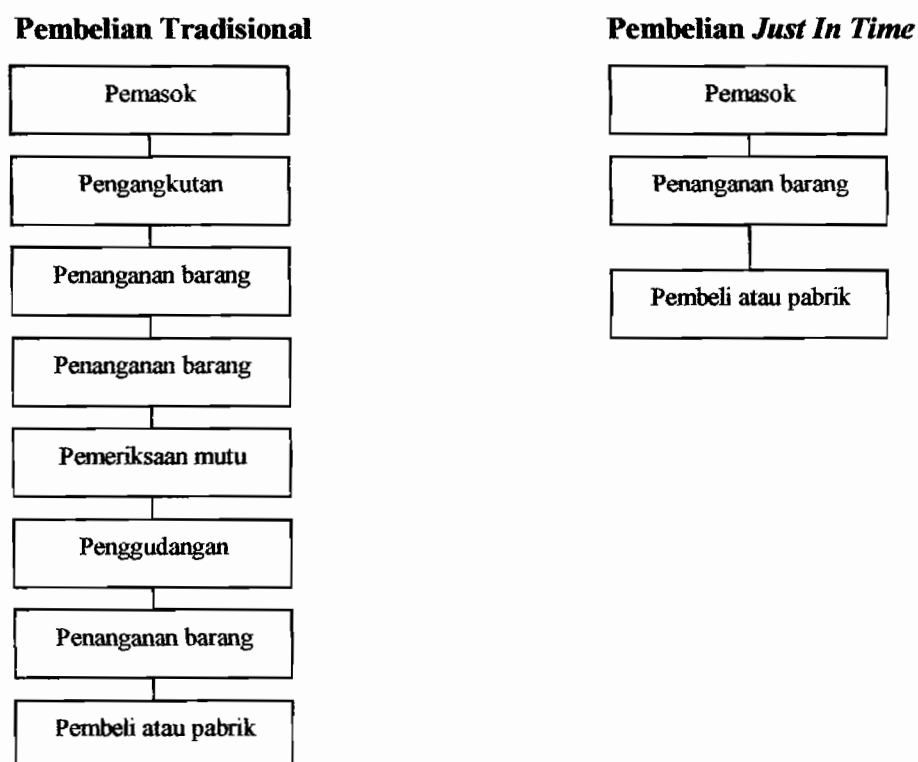 Pembelian Tradisional
Pemasok
Pengangkutan
Penanganan barang
Penanganan barang
Pemeriksaan mutu
Penggudangan
Penanganan barang
Pembeli atau pabrik
Pembelian Just In Time
Pemasok
Penanganan barang
Pembeli atau pabrik